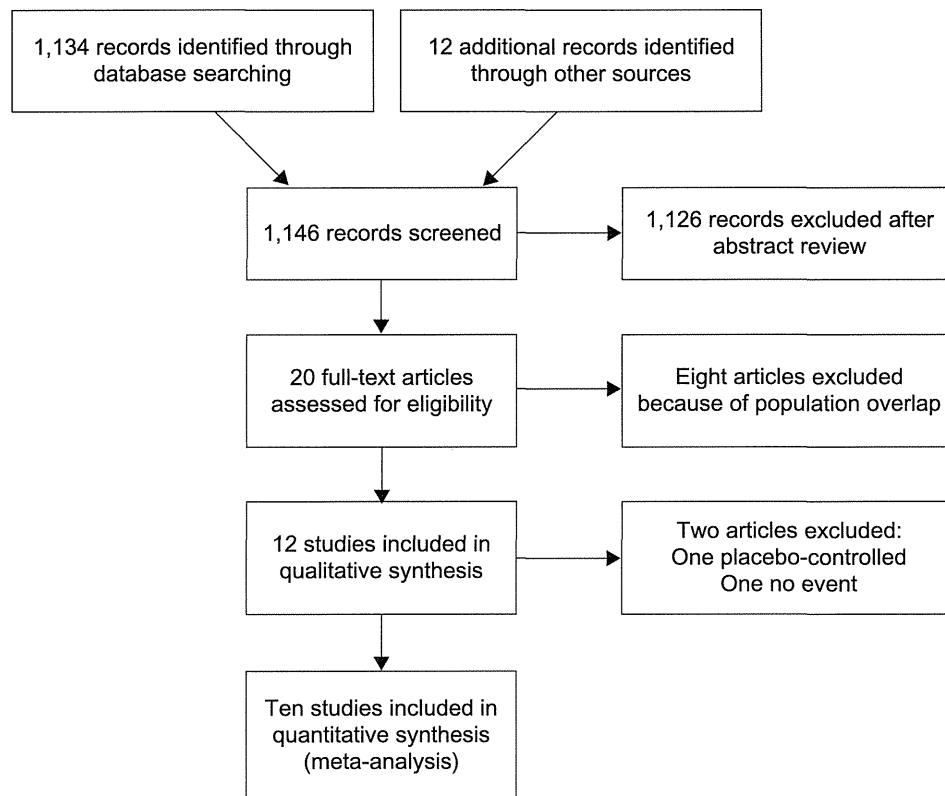 1,134 records identified through
database searching
12 additional records identified
through other sources
1,146 records screened
1,126 records excluded after
abstract review
20 full-text articles
assessed for eligibility
Eight articles excluded
because of population overlap
12 studies included in
qualitative synthesis
Two articles excluded:
One placebo-controlled
One no event
Ten studies included in
quantitative synthesis
(meta-analysis)